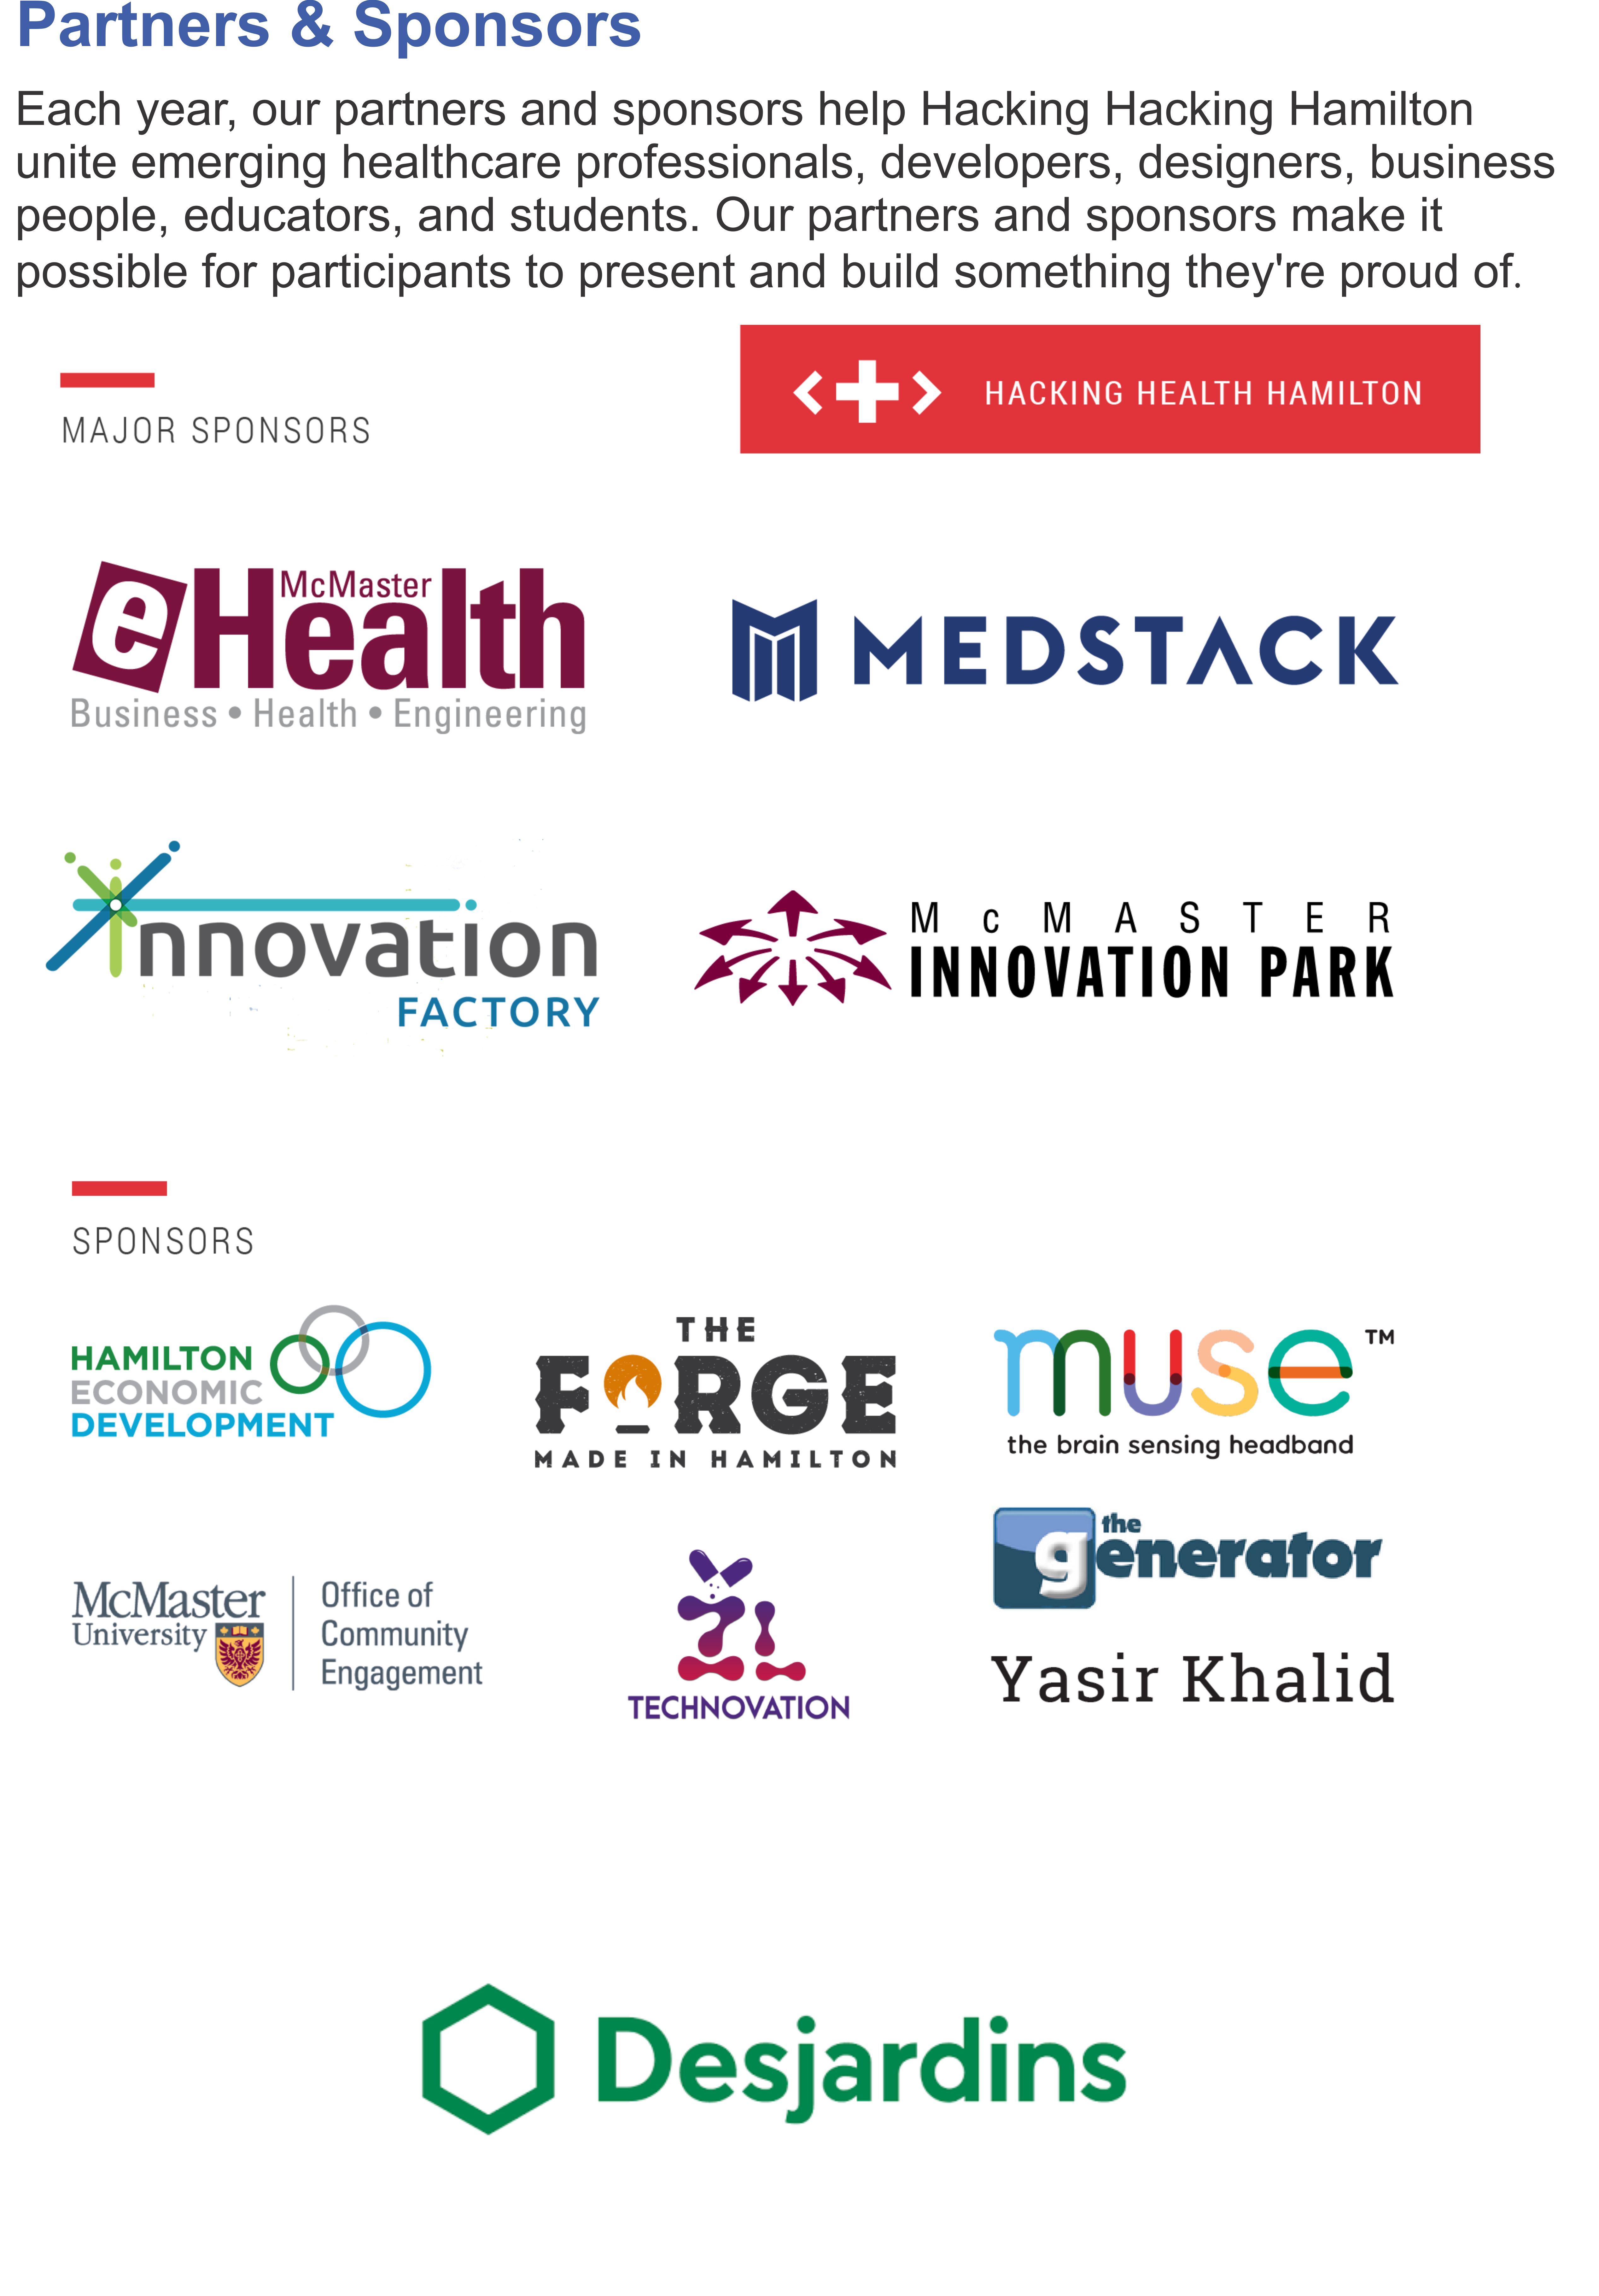 Partners & Sponsors
Each year, our partners and sponsors help Hacking Hacking Hamilton
unite emerging healthcare professionals, developers, designers, business
people, educators, and students. Our partners and sponsors make it
possible for participants to present and build something they're proud of.
MAJOR SPONSORS
HACKING HEALTH HAMILTON
McMaster
eHealth
Business • Health • Engineering
MEDSTACK
innovation
FACTORY
McMASTER
INNOVATION PARK
SPONSORS
HAMILTON
ECONOMIC
DEVELOPMENT
THE
FORGE
MADE IN HAMILTON
muse™
the brain sensing headband
McMaster
University
Office of
Community
Engagement
TECHNOVATION
the
generator
Yasir Khalid
Desjardins